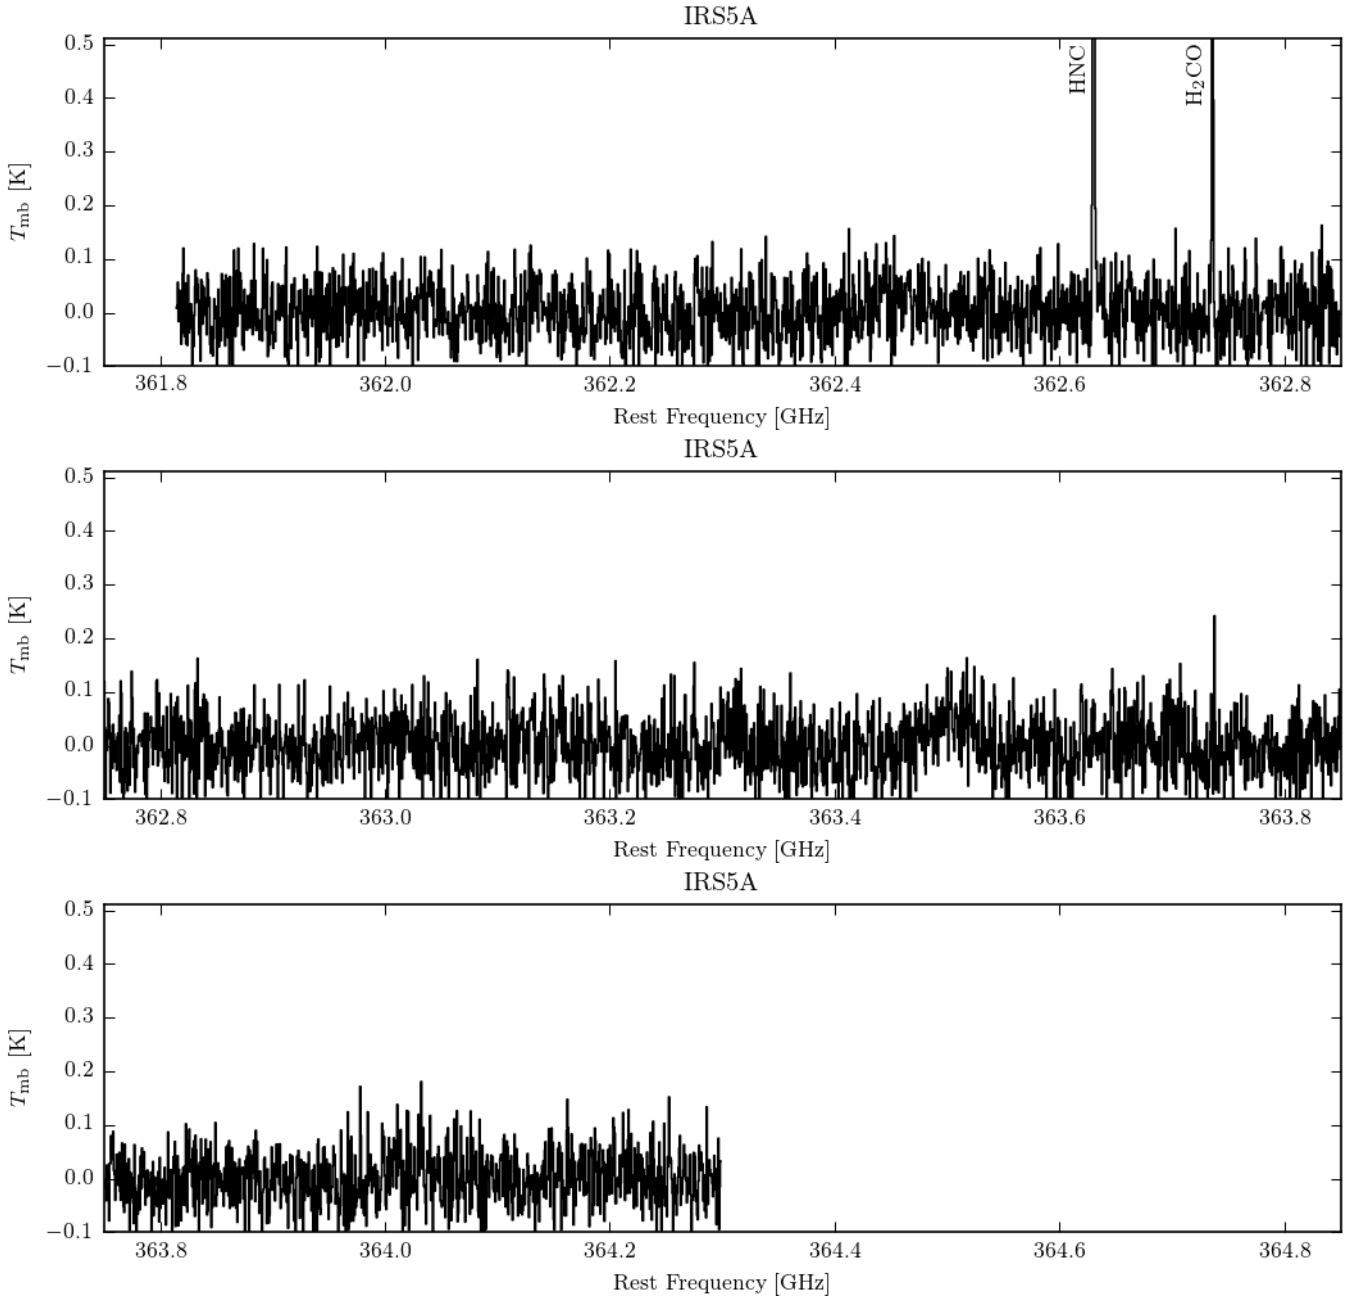 IRS5A
0.5
0.4
0.3
0.2
0.1
0.0
−0.1
T_mb [K]
HNC
H₂CO
361.8 362.0 362.2 362.4 362.6 362.8
Rest Frequency [GHz]
IRS5A
0.5
0.4
0.3
0.2
0.1
0.0
−0.1
T_mb [K]
362.8 363.0 363.2 363.4 363.6 363.8
Rest Frequency [GHz]
IRS5A
0.5
0.4
0.3
0.2
0.1
0.0
−0.1
T_mb [K]
363.8 364.0 364.2 364.4 364.6 364.8
Rest Frequency [GHz]